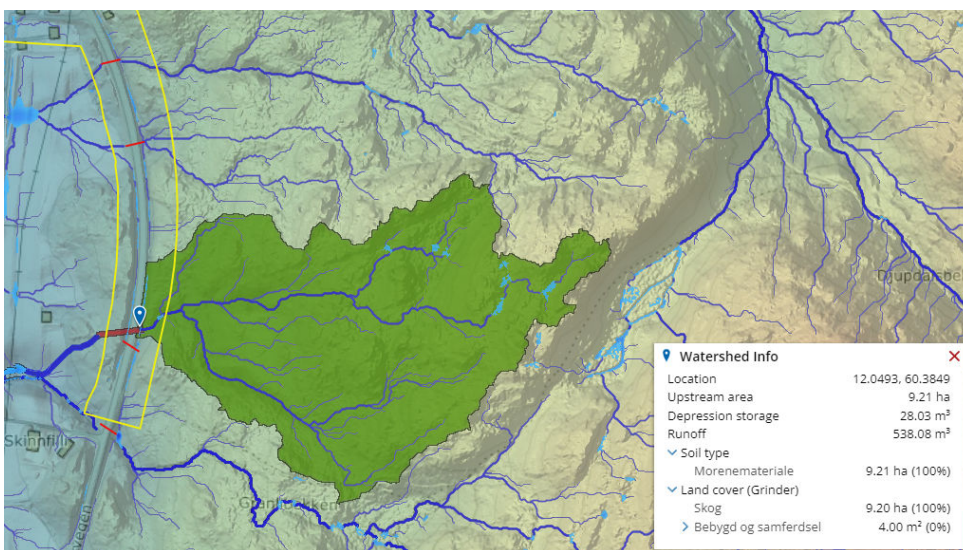 Djupdalsbe
Watershed Info
Location 12.0493, 60.3849
Upstream area 9.21 ha
Depression storage 28.03 m³
Runoff 538.08 m³
Soil type
Morenemateriale 9.21 ha (100%)
Land cover (Grinder)
Skog 9.20 ha (100%)
Bebygd og samferdsel 4.00 m² (0%)
vegen